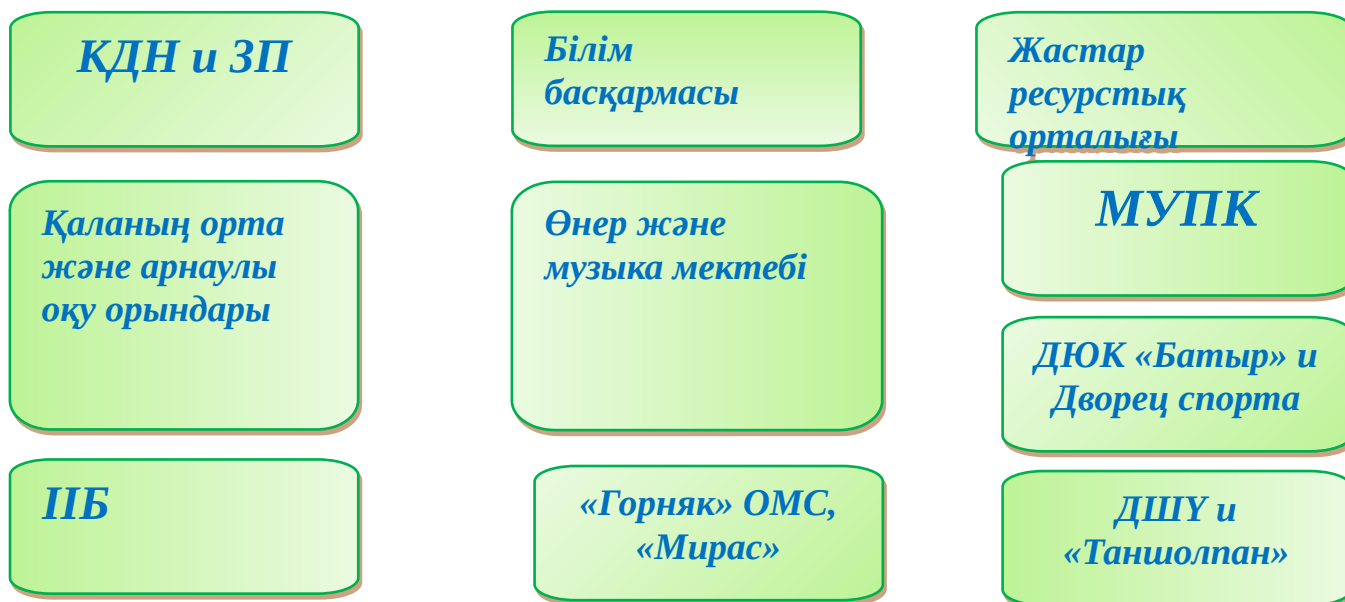 КДН и ЗП
Білім
басқармасы
Жастар
ресурстық
орталығы
Қаланың орта
және арнаулы
оқу орындары
Өнер және
музыка мектебі
МУПК
ДЮК «Батыр» и
Дворец спорта
ІІБ
«Горняк» ОМС,
«Мирас»
ДШҮ и
«Таншолпан»